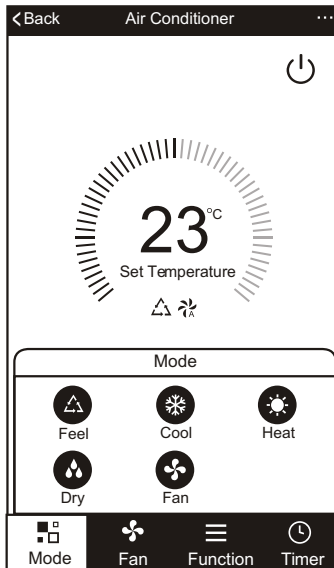 Back Air Conditioner ...
23°C
Set Temperature
A
Mode
Feel Cool Heat
Dry Fan
Mode Fan Function Timer